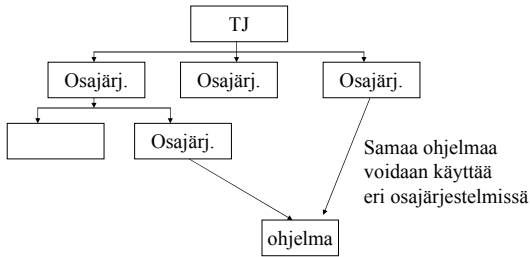 TJ
Osajärj.
Osajärj.
Osajärj.
Osajärj.
Samaa ohjelmaa
voidaan käyttää
eri osajärjestelmissä
ohjelma